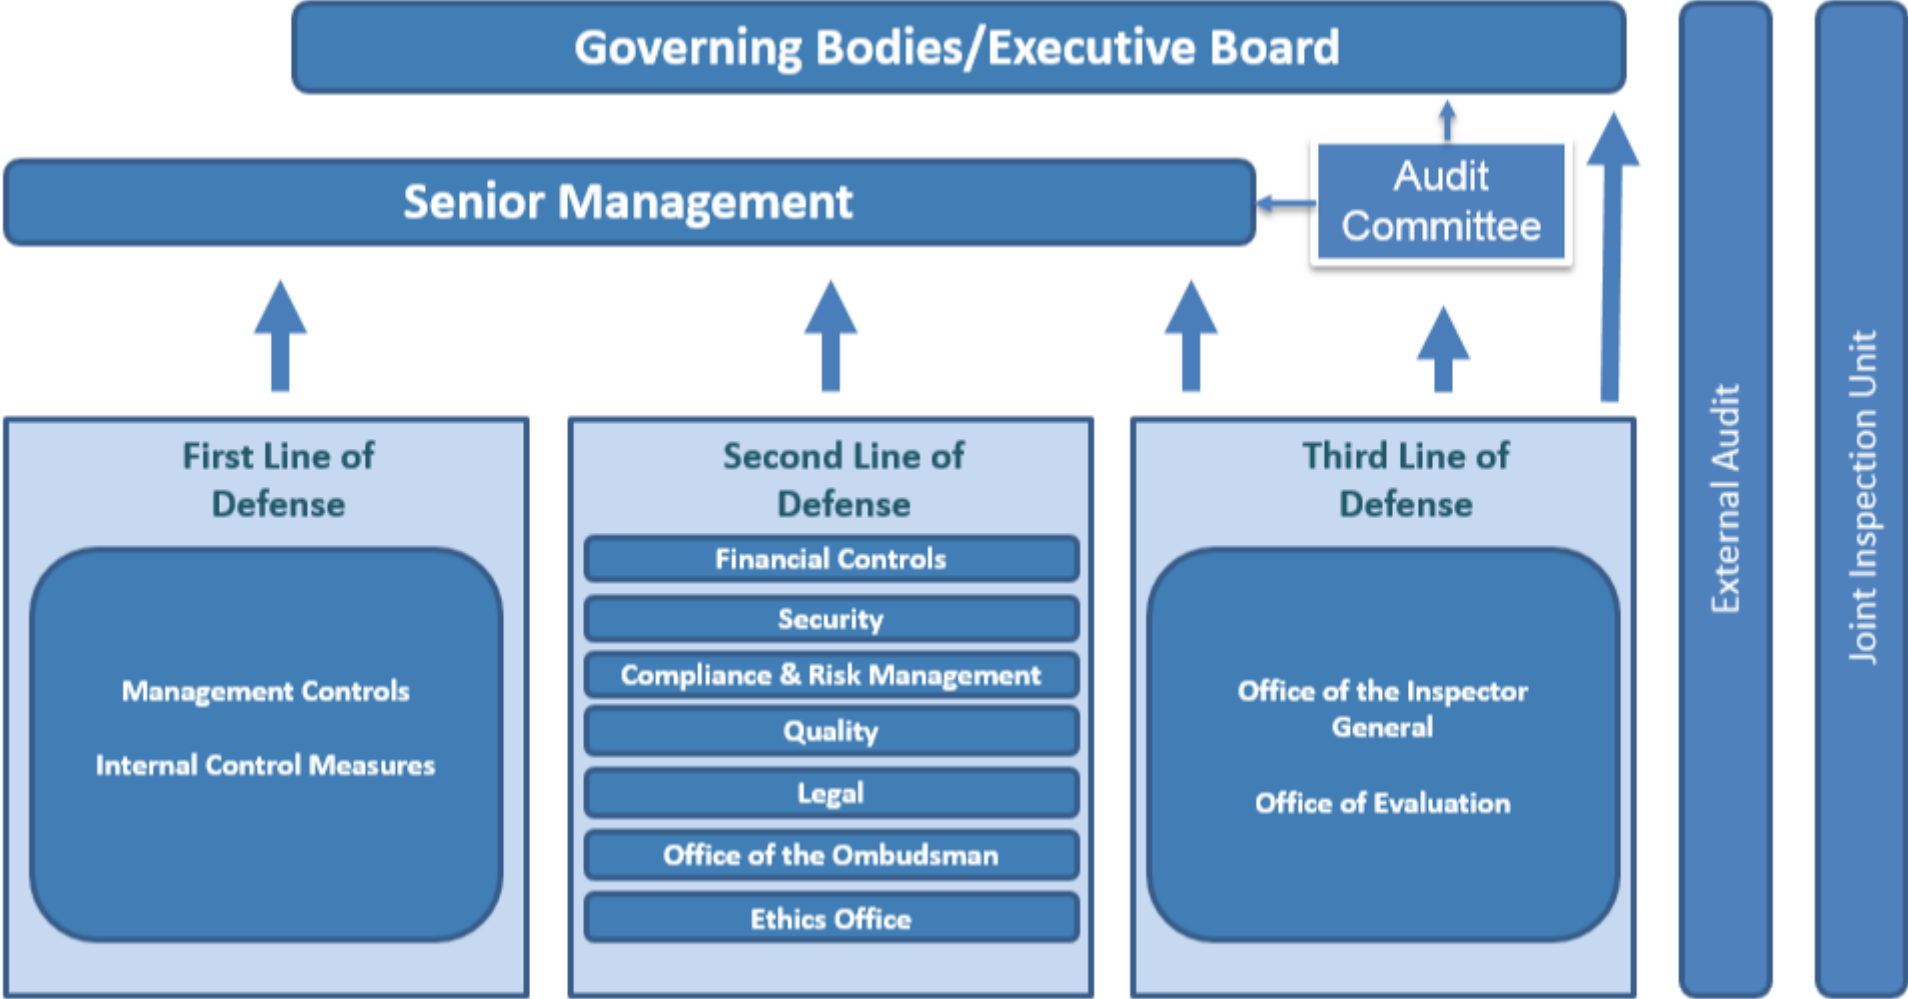 Governing Bodies/Executive Board
Senior Management
Audit
Committee
First Line of
Defense
Management Controls
Internal Control Measures
Second Line of
Defense
Financial Controls
Security
Compliance & Risk Management
Quality
Legal
Office of the Ombudsman
Ethics Office
Third Line of
Defense
Office of the Inspector
General
Office of Evaluation
External Audit
Joint Inspection Unit